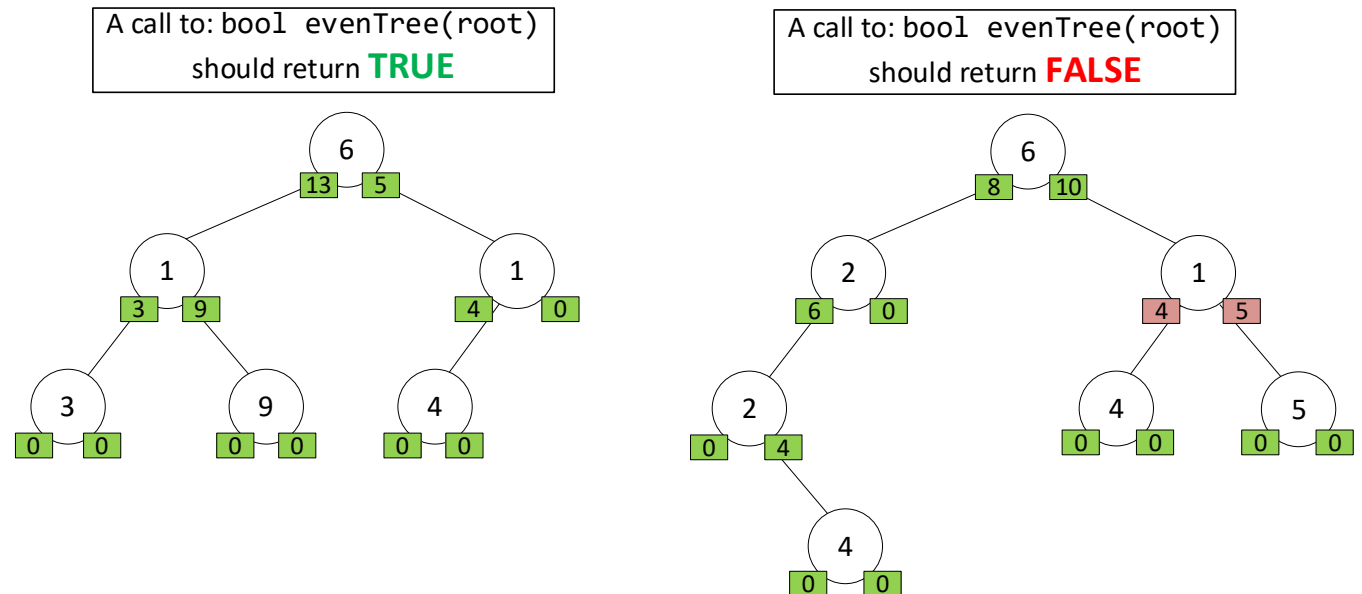 A call to: bool evenTree(root)
should return TRUE
6
13 5
1 1
3 9 4 0
3 9 4
0 0 0 0 0 0
A call to: bool evenTree(root)
should return FALSE
6
8 10
2 1
6 0 4 5
2 4 5
0 4 0 0 0 0
4
0 0